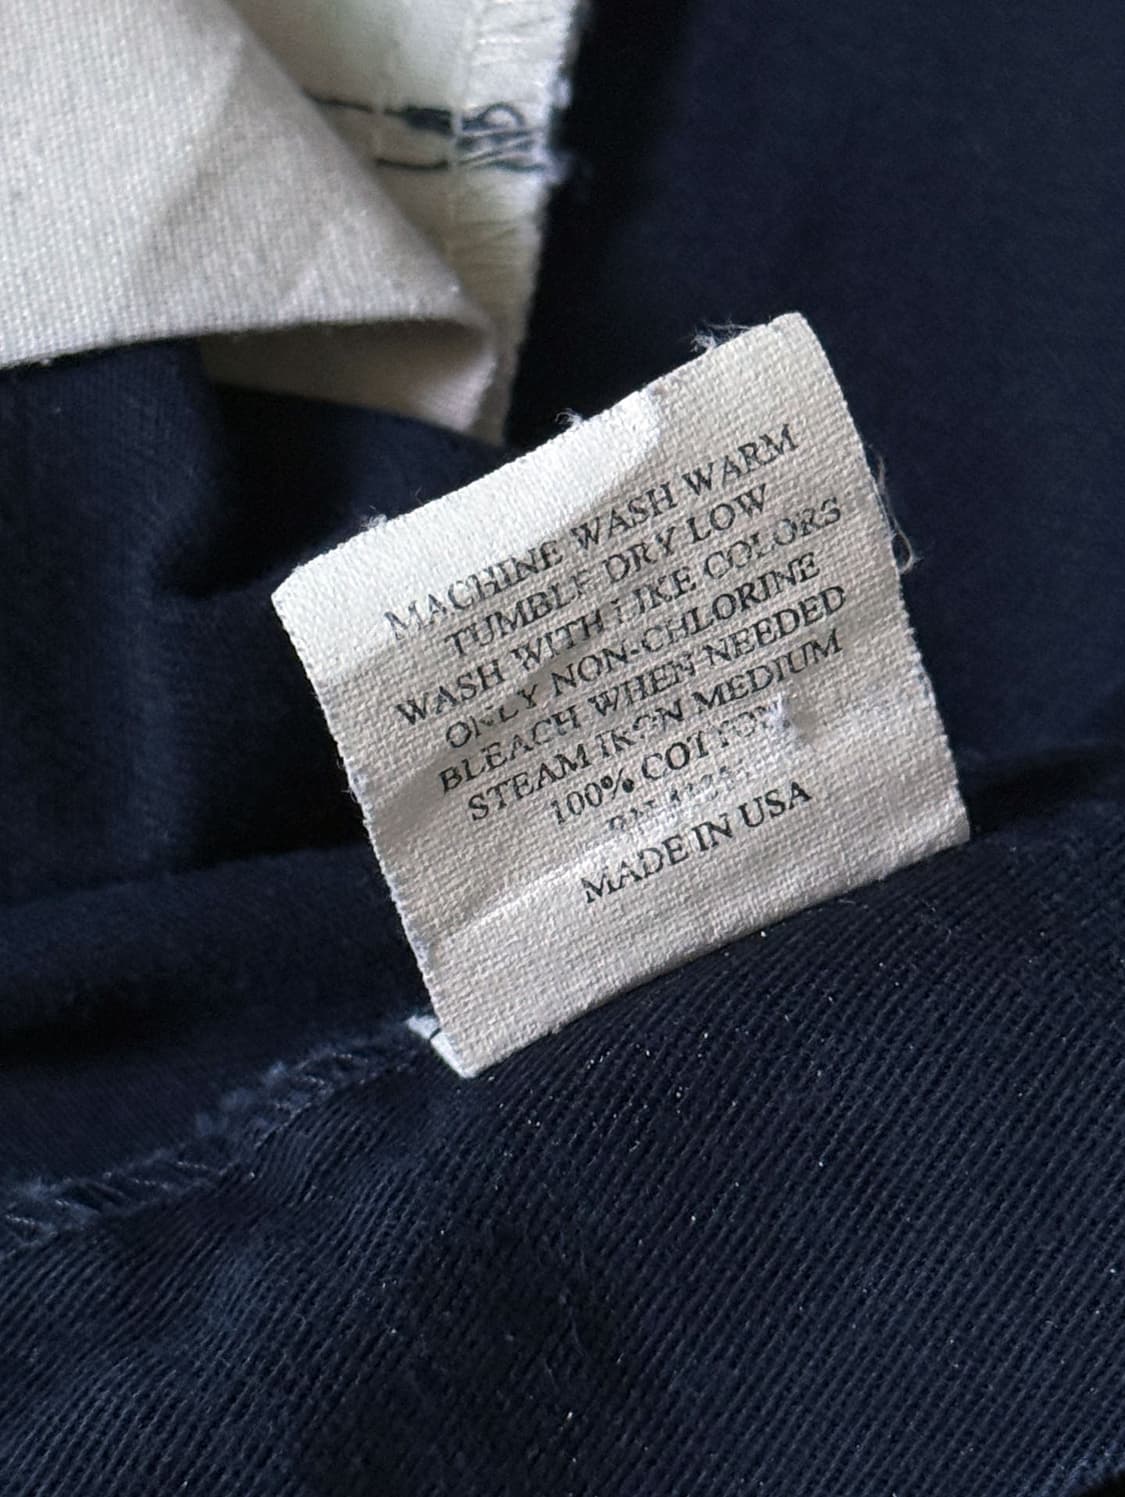 MACHINE WASH WARM
TUMBLE DRY LOW
WASH WITH LIKE COLORS
ONLY NON-CHLORINE
BLEACH WHEN NEEDED
STEAM IRON MEDIUM
100% COTTON
MADE IN USA